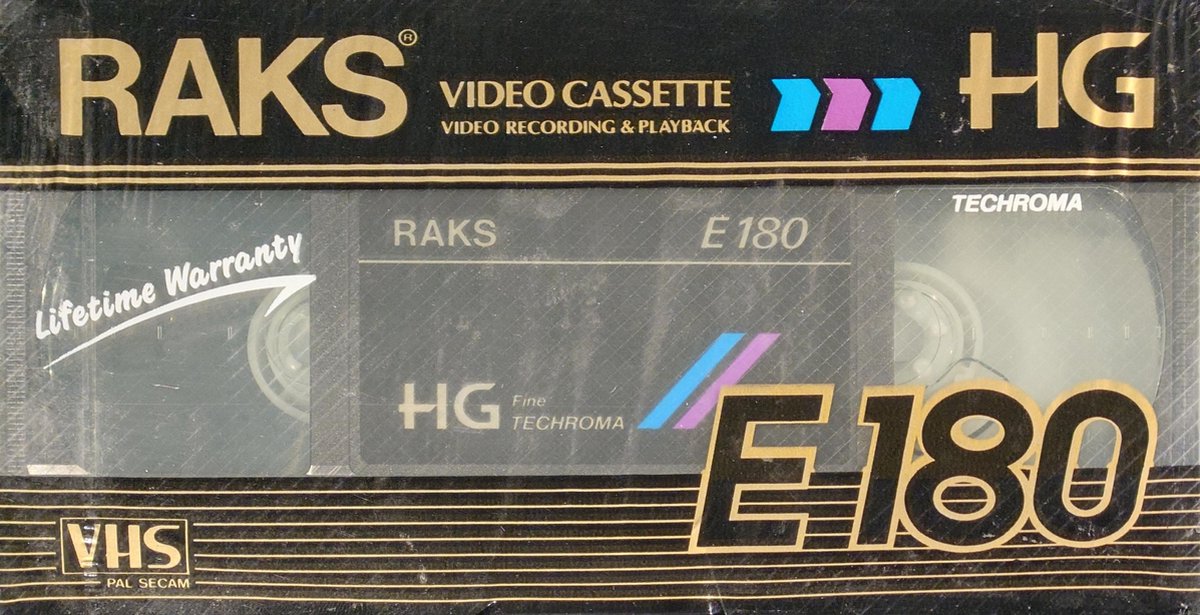 RAKS®
VIDEO CASSETTE
VIDEO RECORDING & PLAYBACK
HG
TECHROMA
Lifetime Warranty
RAKS E 180
HG Fine
TECHROMA
E 180
VHS
PAL SECAM